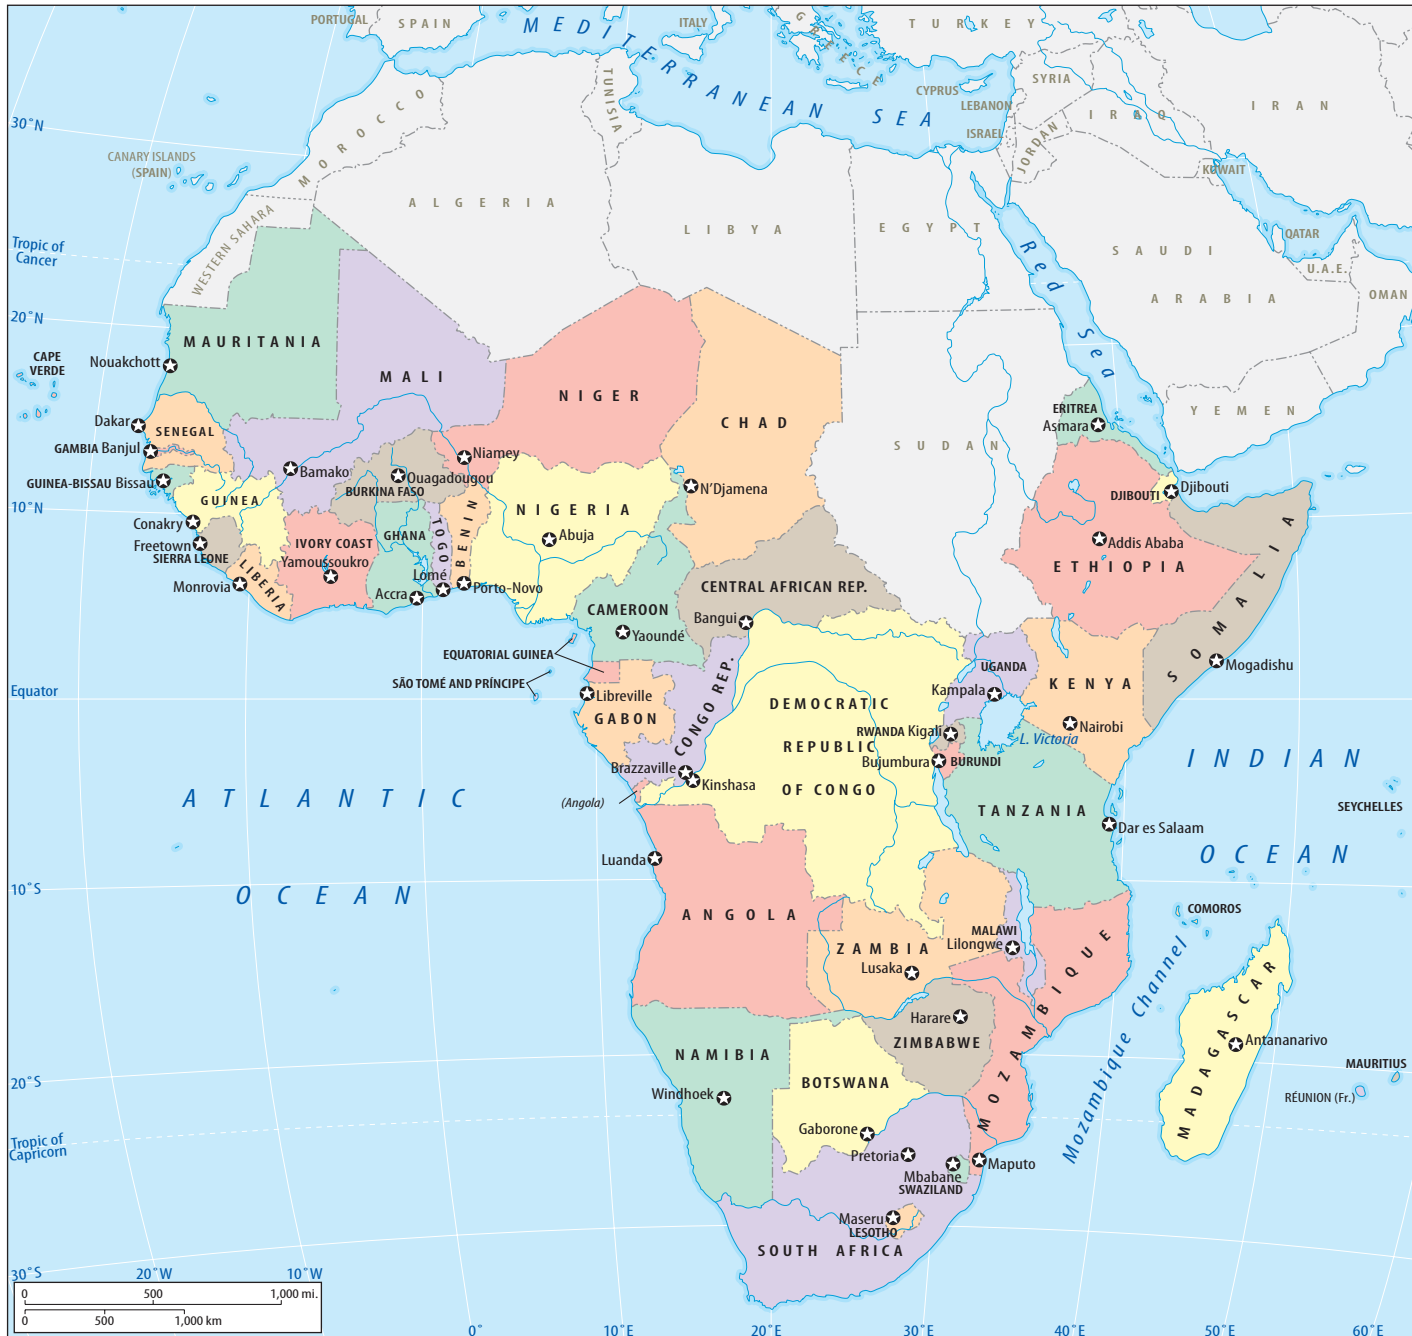 PORTUGAL
SPAIN
ITALY
GREECE
TURKEY
MEDITERRANEAN SEA
CYPRUS
LEBANON
ISRAEL
SYRIA
JORDAN
IRAQ
IRAN
KUWAIT
TUNISIA
MOROCCO
30°N
CANARY ISLANDS
(SPAIN)
WESTERN SAHARA
ALGERIA
LIBYA
EGYPT
SAUDI
ARABIA
QATAR
U.A.E.
OMAN
YEMEN
Red Sea
Tropic of
Cancer
20°N
CAPE
VERDE
MAURITANIA
Nouakchott
MALI
NIGER
CHAD
SUDAN
ERITREA
Asmara
Dakar
SENEGAL
GAMBIA Banjul
GUINEA-BISSAU Bissau
Bamako
Niamey
Ouagadougou
BURKINA FASO
N'Djamena
DJIBOUTI
Djibouti
10°N
GUINEA
Conakry
Freetown
SIERRA LEONE
Monrovia
LIBERIA
IVORY COAST
Yamoussoukro
GHANA
Accra
TOGO
Lomé
BENIN
Porto-Novo
NIGERIA
Abuja
CAMEROON
Yaoundé
CENTRAL AFRICAN REP.
Bangui
Addis Ababa
ETHIOPIA
SOMALIA
Mogadishu
EQUATORIAL GUINEA
SÃO TOMÉ AND PRÍNCIPE
Equator
Libreville
GABON
CONGO REP.
Brazzaville
Kinshasa
(Angola)
DEMOCRATIC
REPUBLIC
OF CONGO
UGANDA
Kampala
KENYA
Nairobi
L. Victoria
RWANDA Kigali
Bujumbura
BURUNDI
TANZANIA
Dar es Salaam
INDIAN
OCEAN
SEYCHELLES
ATLANTIC
OCEAN
Luanda
10°S
ANGOLA
ZAMBIA
Lusaka
MALAWI
Lilongwe
COMOROS
MOZAMBIQUE
Mozambique Channel
MADAGASCAR
Antananarivo
MAURITIUS
RÉUNION (Fr.)
Harare
ZIMBABWE
NAMIBIA
Windhoek
BOTSWANA
Gaborone
20°S
Tropic of
Capricorn
Pretoria
Maputo
Mbabane
SWAZILAND
Maseru
LESOTHO
SOUTH AFRICA
30°S
20°W
10°W
0 500 1,000 mi.
0 500 1,000 km
0°
10°E
20°E
30°E
40°E
50°E
60°E